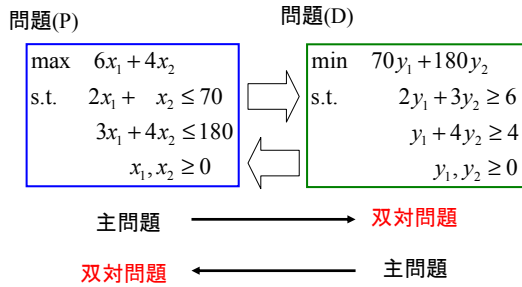 問題(P)
max 6x₁ + 4x₂
s.t. 2x₁ + x₂ ≤ 70
3x₁ + 4x₂ ≤ 180
x₁, x₂ ≥ 0
問題(D)
min 70y₁ + 180y₂
s.t. 2y₁ + 3y₂ ≥ 6
y₁ + 4y₂ ≥ 4
y₁, y₂ ≥ 0
主問題 双対問題
双対問題 主問題